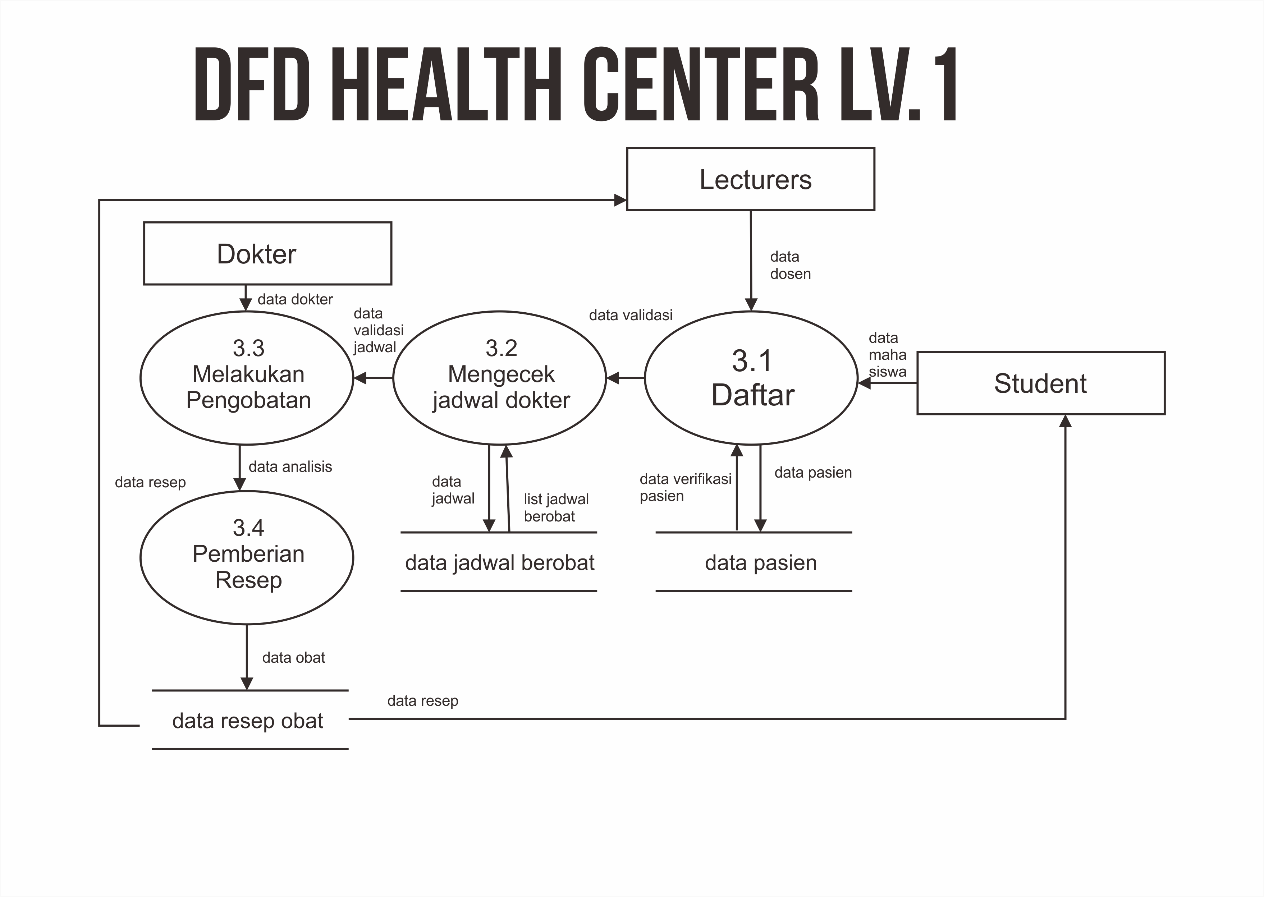 DFD HEALTH CENTER LV.1
Lecturers
Dokter
data
dosen
data dokter
data
validasi
jadwal
data validasi
data
maha
siswa
3.3
Melakukan
Pengobatan
3.2
Mengecek
jadwal dokter
3.1
Daftar
Student
data resep
data analisis
data
jadwal
list jadwal
berobat
data verifikasi
pasien
data pasien
3.4
Pemberian
Resep
data jadwal berobat
data pasien
data obat
data resep
data resep obat